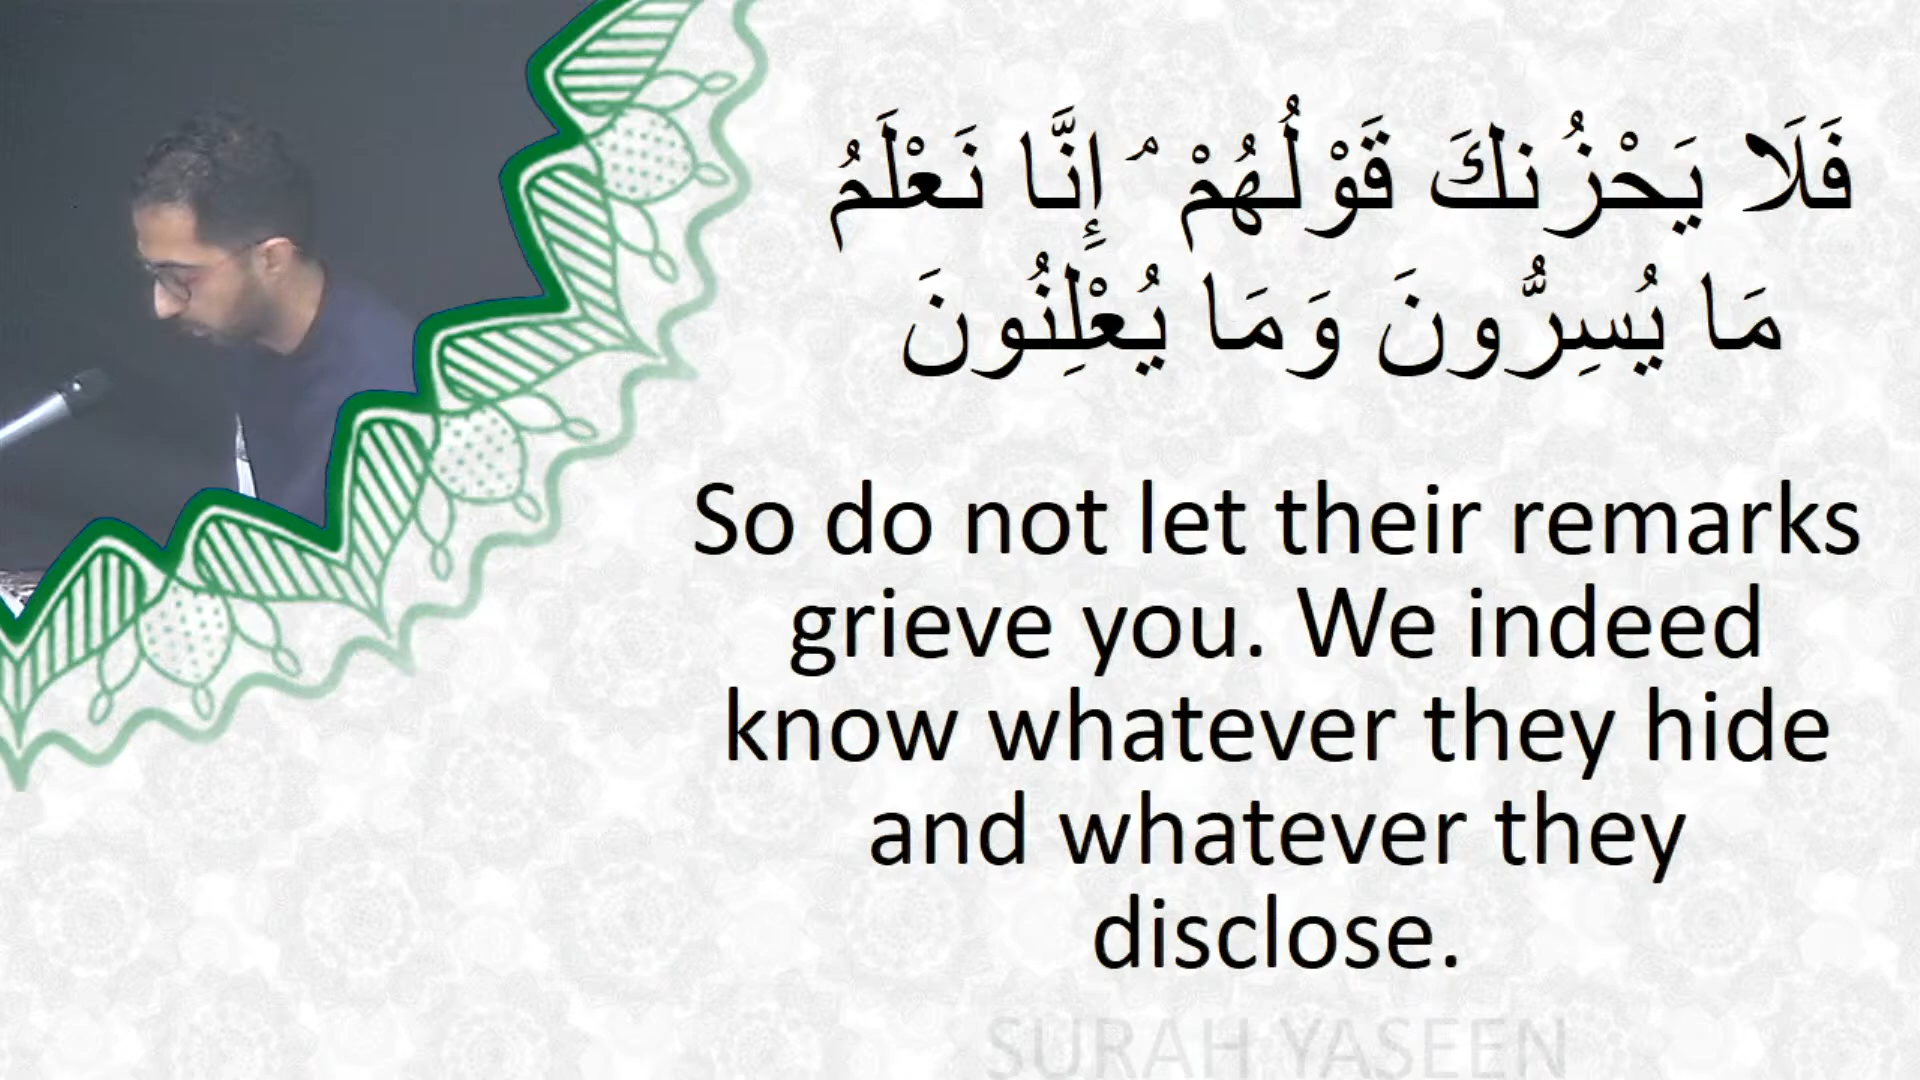 فَلَا يَحْزُنكَ قَوْلُهُمْ ۘ إِنَّا نَعْلَمُ
مَا يُسِرُّونَ وَمَا يُعْلِنُونَ
So do not let their remarks
grieve you. We indeed
know whatever they hide
and whatever they
disclose.
SURAH YASEEN